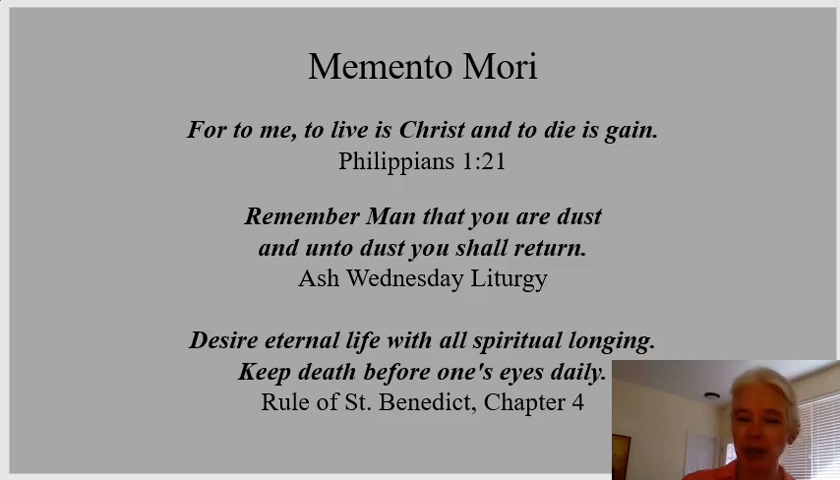 Memento Mori
For to me, to live is Christ and to die is gain.
Philippians 1:21
Remember Man that you are dust
and unto dust you shall return.
Ash Wednesday Liturgy
Desire eternal life with all spiritual longing.
Keep death before one's eyes daily.
Rule of St. Benedict, Chapter 4